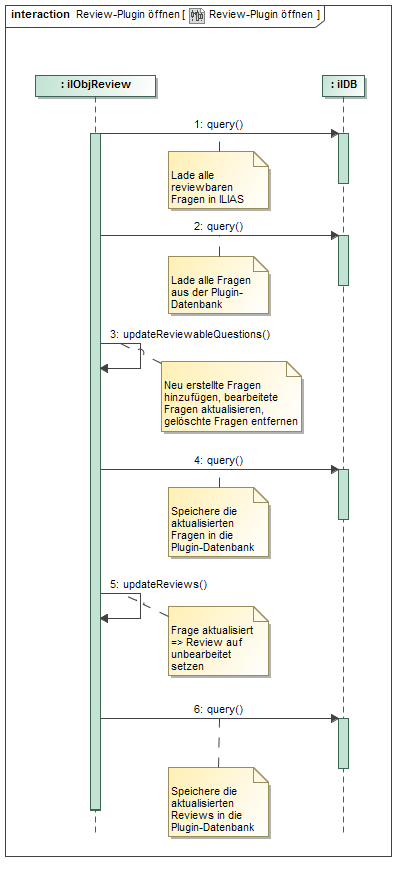 interaction Review-Plugin öffnen [ Review-Plugin öffnen ]
: ilObjReview
: ilDB
1: query()
Lade alle
reviewbaren
Fragen in ILIAS
2: query()
Lade alle Fragen
aus der Plugin-
Datenbank
3: updateReviewableQuestions()
Neu erstellte Fragen
hinzufügen, bearbeitete
Fragen aktualisieren,
gelöschte Fragen entfernen
4: query()
Speichere die
aktualisierten
Fragen in die
Plugin-Datenbank
5: updateReviews()
Frage aktualisiert
=> Review auf
unbearbeitet
setzen
6: query()
Speichere die
aktualisierten
Reviews in die
Plugin-Datenbank